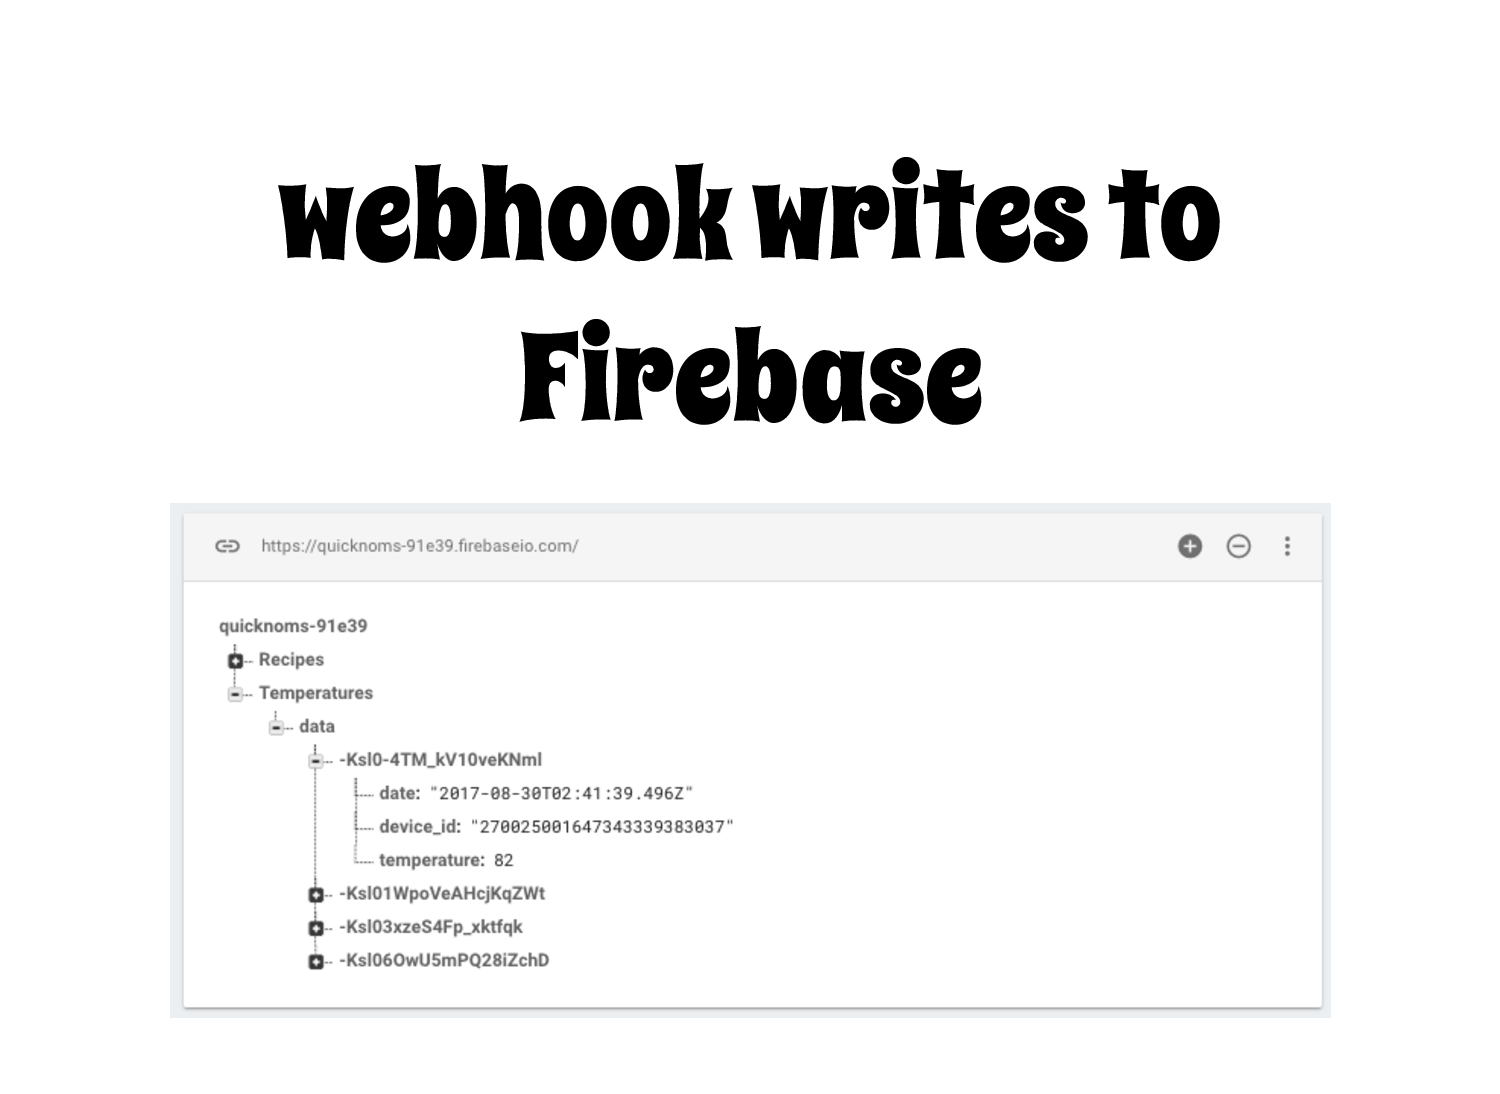 webhook writes to
Firebase
https://quicknoms-91e39.firebaseio.com/
quicknoms-91e39
Recipes
Temperatures
data
-Ksl0-4TM_kV10veKNml
date: "2017-08-30T02:41:39.496Z"
device_id: "270025001647343339383037"
temperature: 82
-Ksl01WpoVeAHcjKqZWt
-Ksl03xzeS4Fp_xktfqk
-Ksl06OwU5mPQ28iZchD